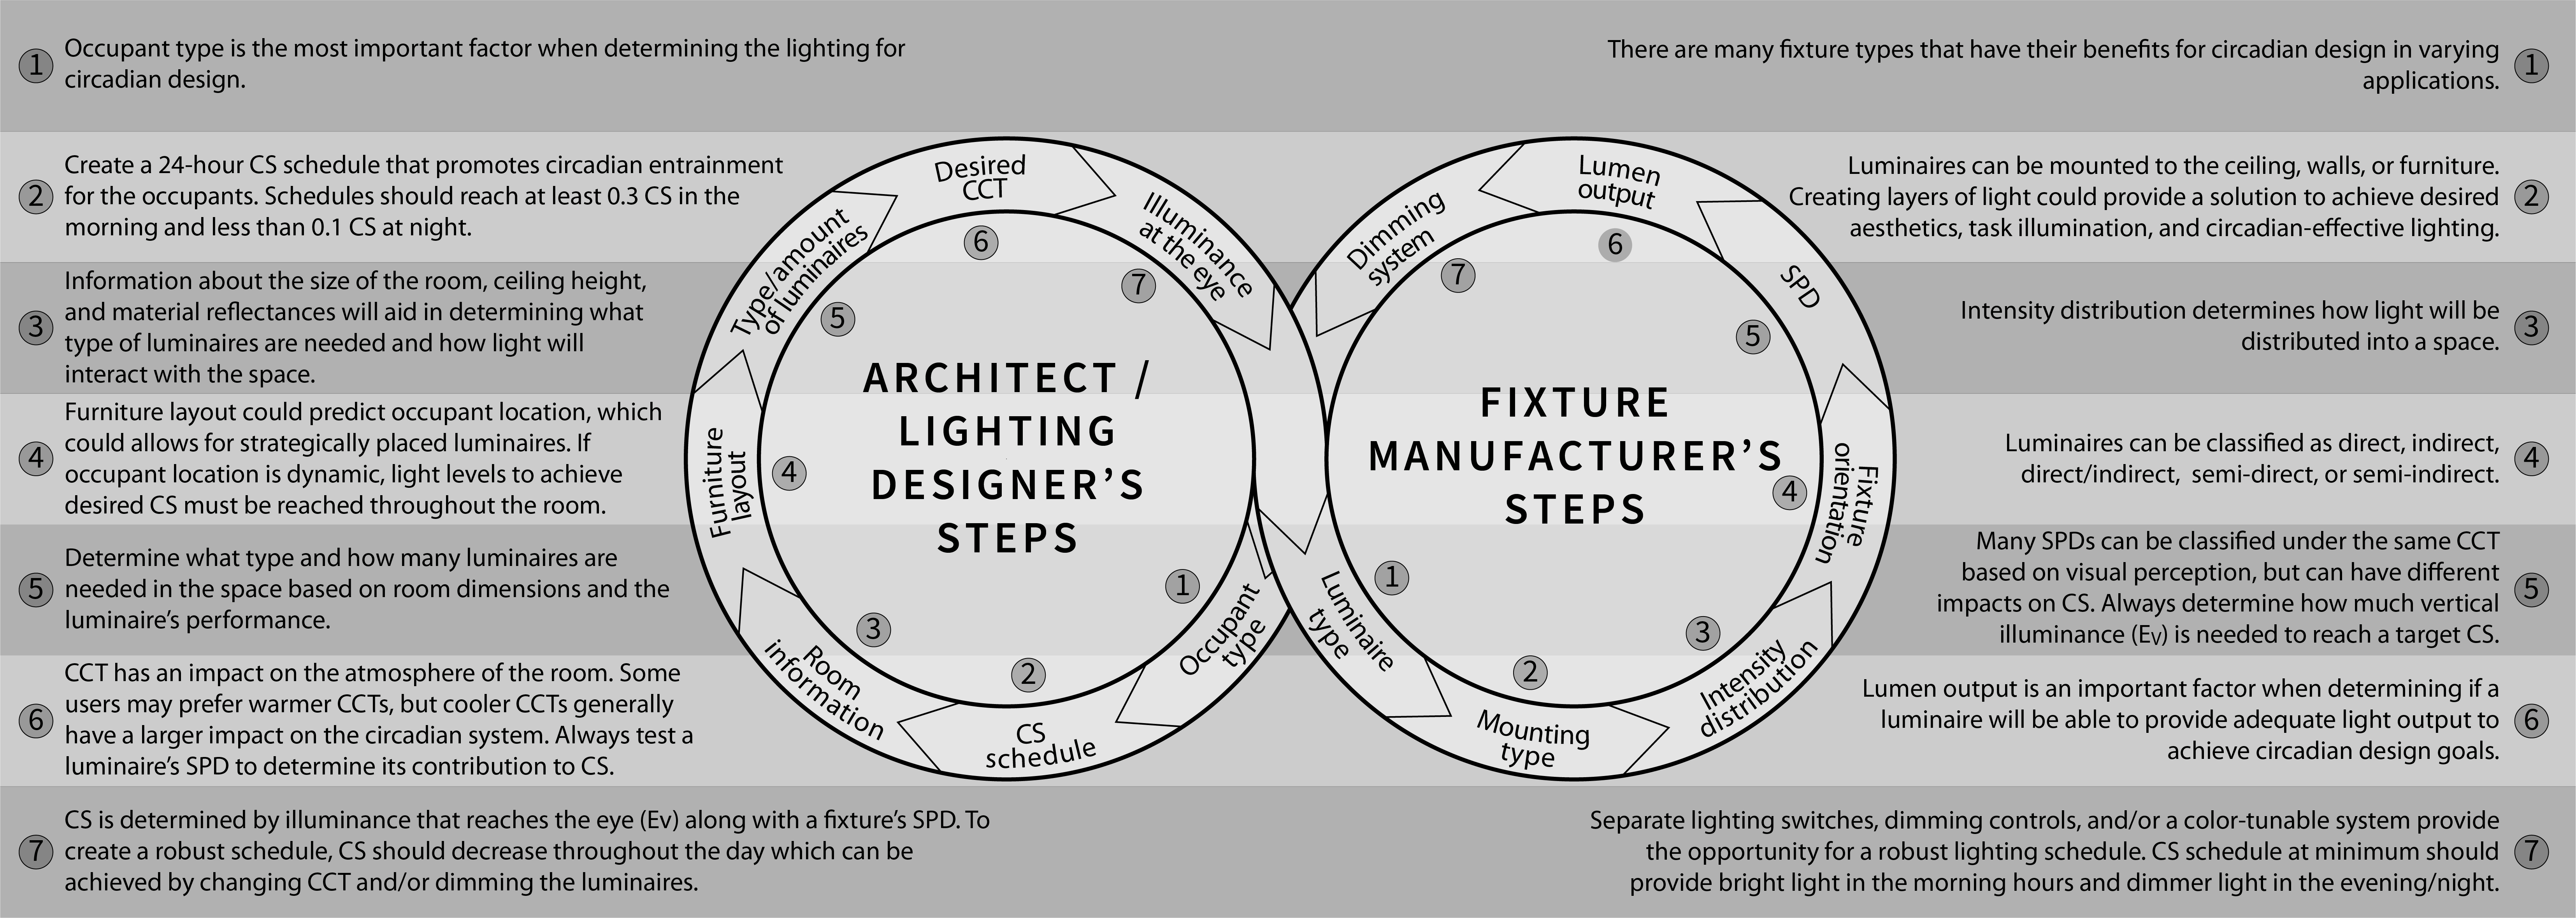 1
Occupant type is the most important factor when determining the lighting for
circadian design.
2
Create a 24-hour CS schedule that promotes circadian entrainment
for the occupants. Schedules should reach at least 0.3 CS in the
morning and less than 0.1 CS at night.
3
Information about the size of the room, ceiling height,
and material reflectances will aid in determining what
type of luminaires are needed and how light will
interact with the space.
4
Furniture layout could predict occupant location, which
could allows for strategically placed luminaires. If
occupant location is dynamic, light levels to achieve
desired CS must be reached throughout the room.
5
Determine what type and how many luminaires are
needed in the space based on room dimensions and the
luminaire’s performance.
6
CCT has an impact on the atmosphere of the room. Some
users may prefer warmer CCTs, but cooler CCTs generally
have a larger impact on the circadian system. Always test a
luminaire’s SPD to determine its contribution to CS.
7
CS is determined by illuminance that reaches the eye (Ev) along with a fixture’s SPD. To
create a robust schedule, CS should decrease throughout the day which can be
achieved by changing CCT and/or dimming the luminaires.
ARCHITECT /
LIGHTING
DESIGNER’S
STEPS
1
Occupant
type
2
CS
schedule
3
Room
information
4
Furniture
layout
5
Type/amount
of luminaires
6
Desired
CCT
7
Illuminance
at the eye
FIXTURE
MANUFACTURER’S
STEPS
1
Luminaire
type
2
Mounting
type
3
Intensity
distribution
4
Fixture
orientation
5
SPD
6
Lumen
output
7
Dimming
system
There are many fixture types that have their benefits for circadian design in varying
applications.
1
Luminaires can be mounted to the ceiling, walls, or furniture.
Creating layers of light could provide a solution to achieve desired
aesthetics, task illumination, and circadian-effective lighting.
2
Intensity distribution determines how light will be
distributed into a space.
3
Luminaires can be classified as direct, indirect,
direct/indirect,  semi-direct, or semi-indirect.
4
Many SPDs can be classified under the same CCT
based on visual perception, but can have different
impacts on CS. Always determine how much vertical
illuminance (Ev) is needed to reach a target CS.
5
Lumen output is an important factor when determining if a
luminaire will be able to provide adequate light output to
achieve circadian design goals.
6
Separate lighting switches, dimming controls, and/or a color-tunable system provide
the opportunity for a robust lighting schedule. CS schedule at minimum should
provide bright light in the morning hours and dimmer light in the evening/night.
7